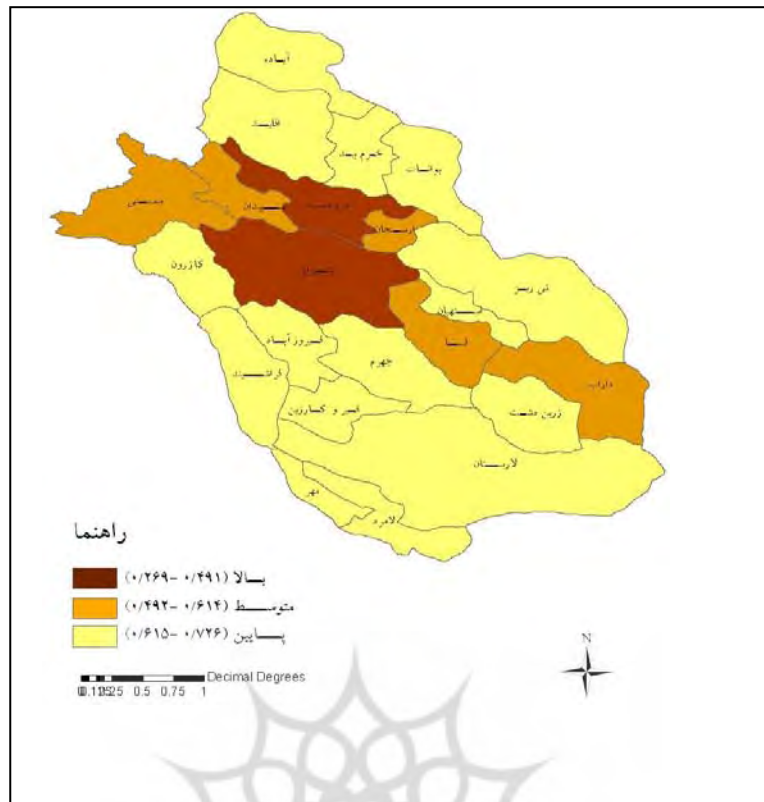 آباده
اقلید
خرم بید
بوانات
ممسنی
سپیدان
مرودشت
ارسنجان
کازرون
شیراز
نی ریز
استهبان
فسا
فیروزآباد
جهرم
فراشبند
داراب
زرین دشت
قیر و کارزین
لارستان
مهر
لامرد
راهنما
بالا (۰/۲۶۹-۰/۴۹۱)
متوسط (۰/۴۹۲-۰/۶۱۴)
پایین (۰/۶۱۵-۰/۷۲۶)
N
Decimal Degrees
0.5 0.75 1